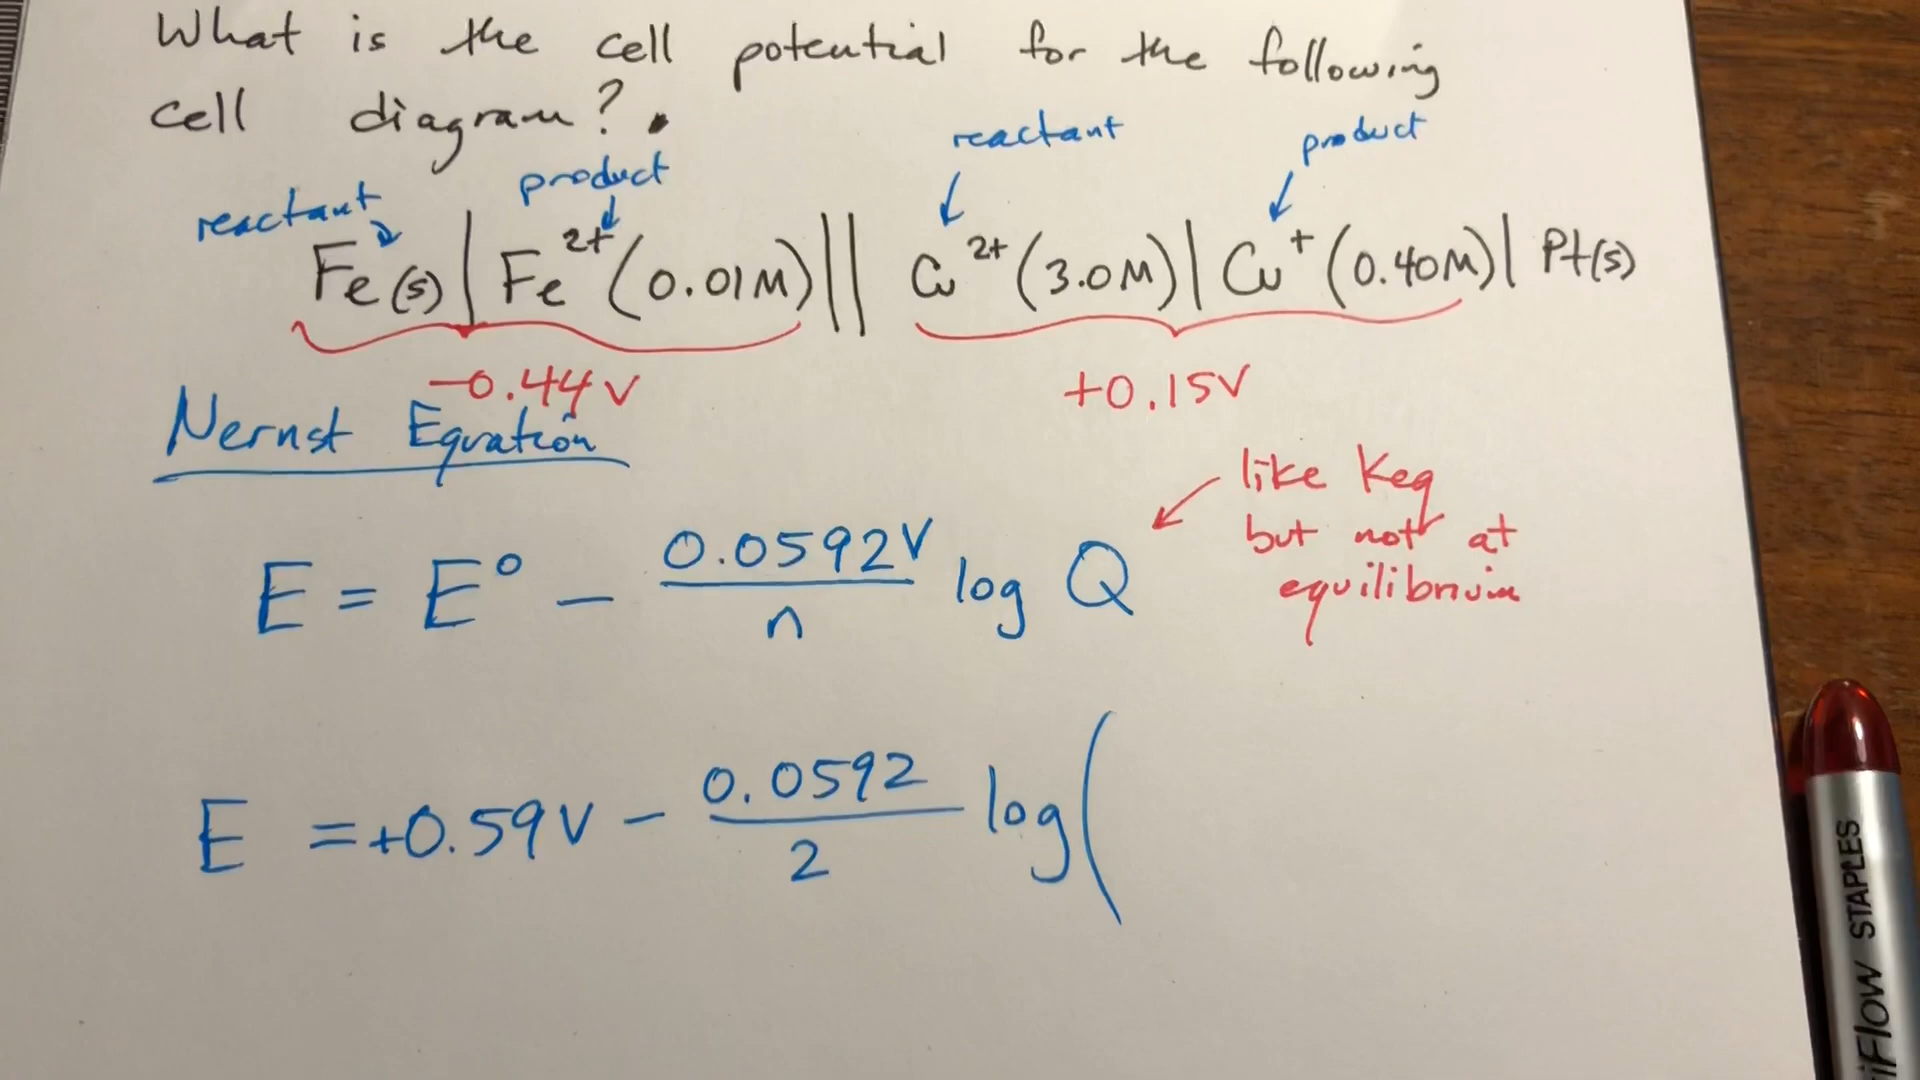 What is the cell potential for the following
cell diagram?
reactant product reactant product
Fe(s) | Fe²⁺(0.01M) || Cu²⁺(3.0M) | Cu⁺(0.40M) | Pt(s)
-0.44V +0.15V
Nernst Equation
like Keq
but not at
equilibrium
E = E° - 0.0592V/n log Q
E = +0.59V - 0.0592/2 log(
iFlow STAPLES